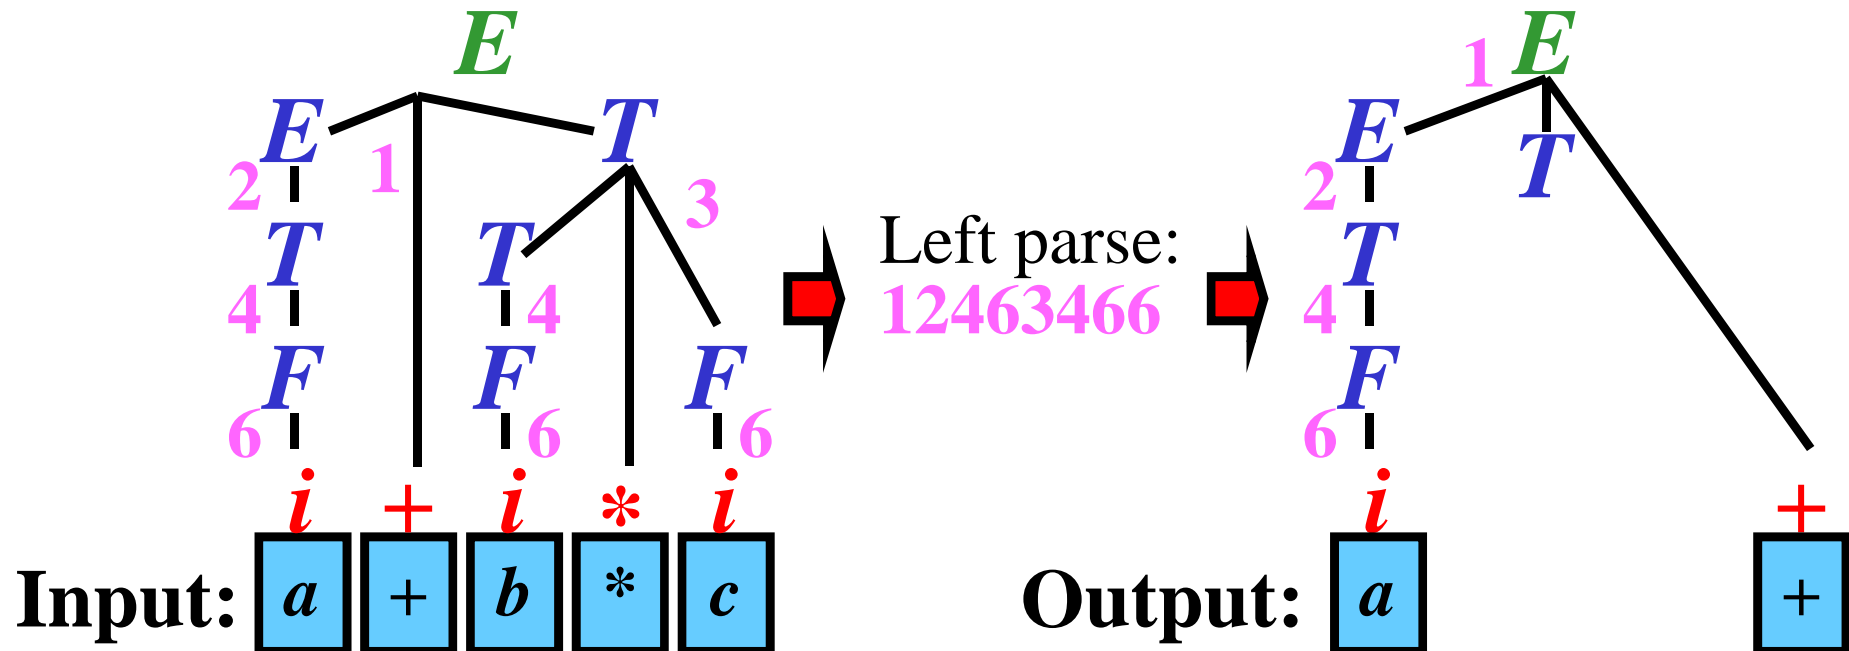 E
1 E
E T
E
2 1
T
2
3
T T
T
Left parse:
4 4
12463466
4
F F F
F
6 6 6
6
i + i * i
i +
Input: a + b * c
Output: a +